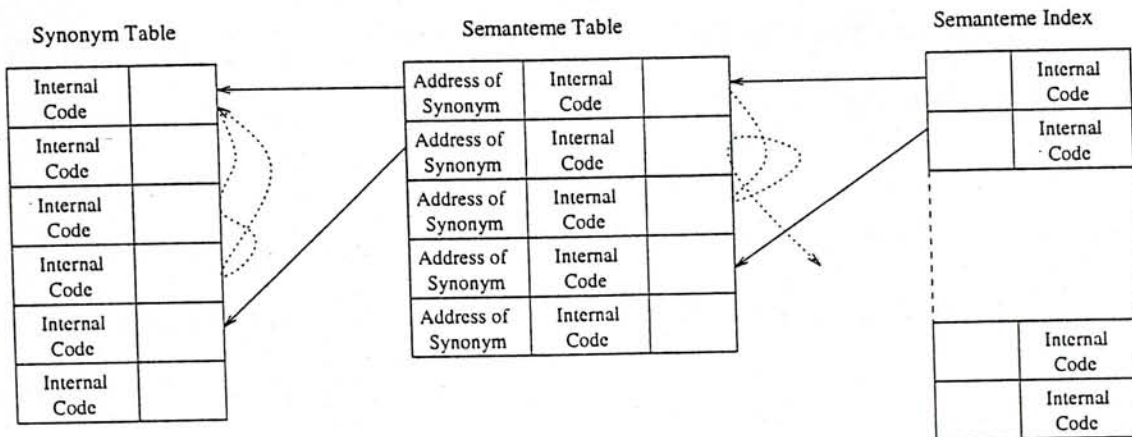 Synonym Table
Internal
Code
Internal
Code
Internal
Code
Internal
Code
Internal
Code
Internal
Code
Semanteme Table
Address of
Synonym
Internal
Code
Address of
Synonym
Internal
Code
Address of
Synonym
Internal
Code
Address of
Synonym
Internal
Code
Address of
Synonym
Internal
Code
Semanteme Index
Internal
Code
Internal
Code
Internal
Code
Internal
Code